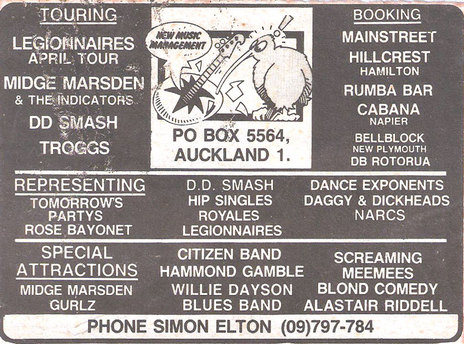 TOURING
LEGIONNAIRES
APRIL TOUR
MIDGE MARSDEN
& THE INDICATORS
DD SMASH
TROGGS
NEW MUSIC
MANAGEMENT
PO BOX 5564,
AUCKLAND 1.
BOOKING
MAINSTREET
HILLCREST
HAMILTON
RUMBA BAR
CABANA
NAPIER
BELLBLOCK
NEW PLYMOUTH
DB ROTORUA
REPRESENTING
TOMORROW'S
PARTYS
ROSE BAYONET
D.D. SMASH
HIP SINGLES
ROYALES
LEGIONNAIRES
DANCE EXPONENTS
DAGGY & DICKHEADS
NARCS
SPECIAL
ATTRACTIONS
MIDGE MARSDEN
GURLZ
CITIZEN BAND
HAMMOND GAMBLE
WILLIE DAYSON
BLUES BAND
SCREAMING
MEEMEES
BLOND COMEDY
ALASTAIR RIDDELL
PHONE SIMON ELTON (09)797-784